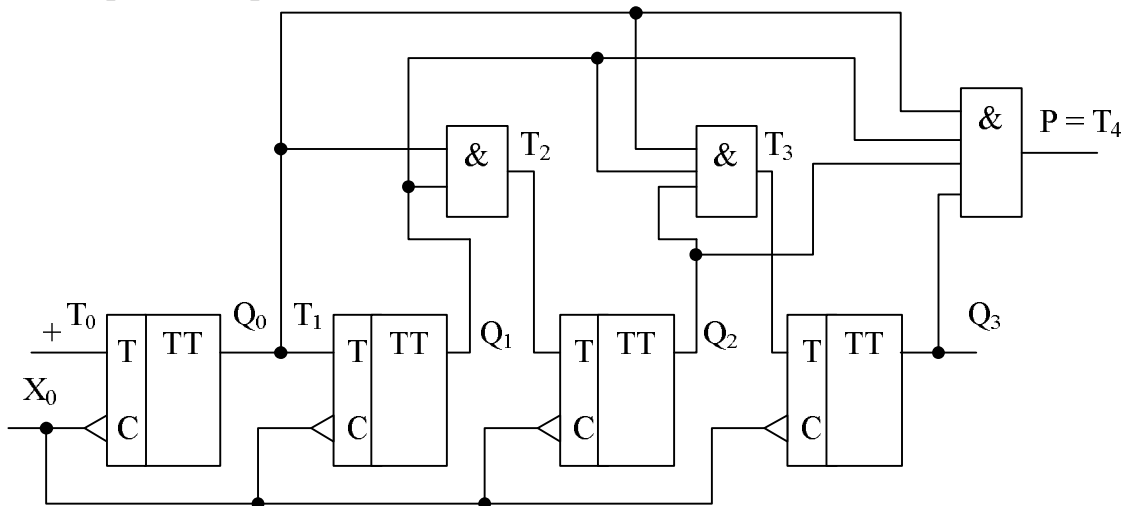 & T₂ & T₃ & P = T₄
+ T₀ Q₀ T₁ Q₁ Q₂ Q₃
T TT T TT T TT T TT
X₀
C C C C